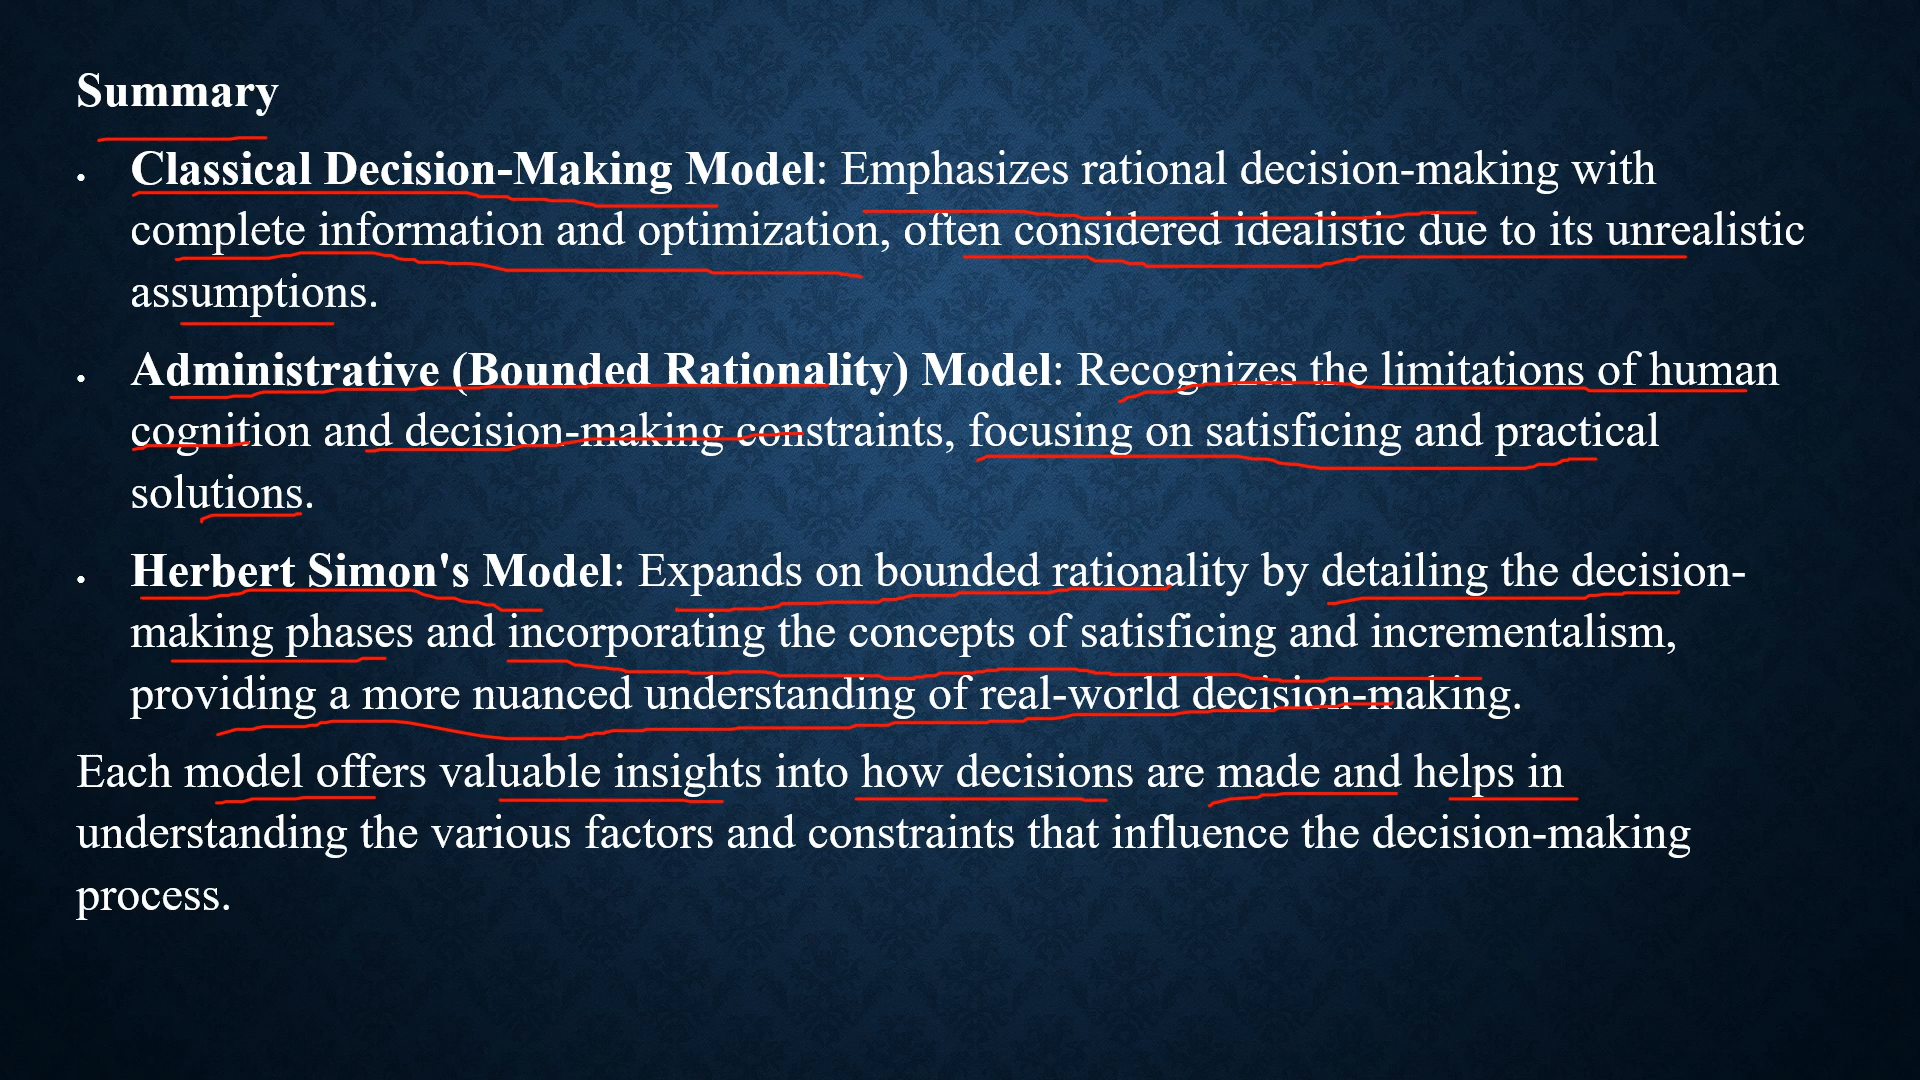 Summary
• Classical Decision-Making Model: Emphasizes rational decision-making with
complete information and optimization, often considered idealistic due to its unrealistic
assumptions.
• Administrative (Bounded Rationality) Model: Recognizes the limitations of human
cognition and decision-making constraints, focusing on satisficing and practical
solutions.
• Herbert Simon's Model: Expands on bounded rationality by detailing the decision-
making phases and incorporating the concepts of satisficing and incrementalism,
providing a more nuanced understanding of real-world decision-making.
Each model offers valuable insights into how decisions are made and helps in
understanding the various factors and constraints that influence the decision-making
process.